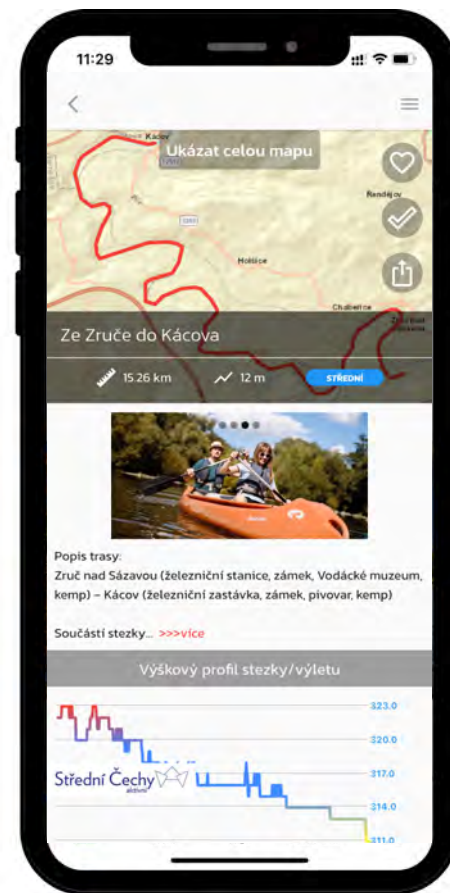 11:29
Kácov
Ukázat celou mapu
Řandějov
Holšice
Chabeřice
Ze Zruče do Kácova
15.26 km
12 m
STŘEDNÍ
Popis trasy:
Zruč nad Sázavou (železniční stanice, zámek, Vodácké muzeum,
kemp) – Kácov (železniční zastávka, zámek, pivovar, kemp)
Součástí stezky... >>>více
Výškový profil stezky/výletu
323.0
320.0
317.0
314.0
311.0
Střední Čechy
aktivní